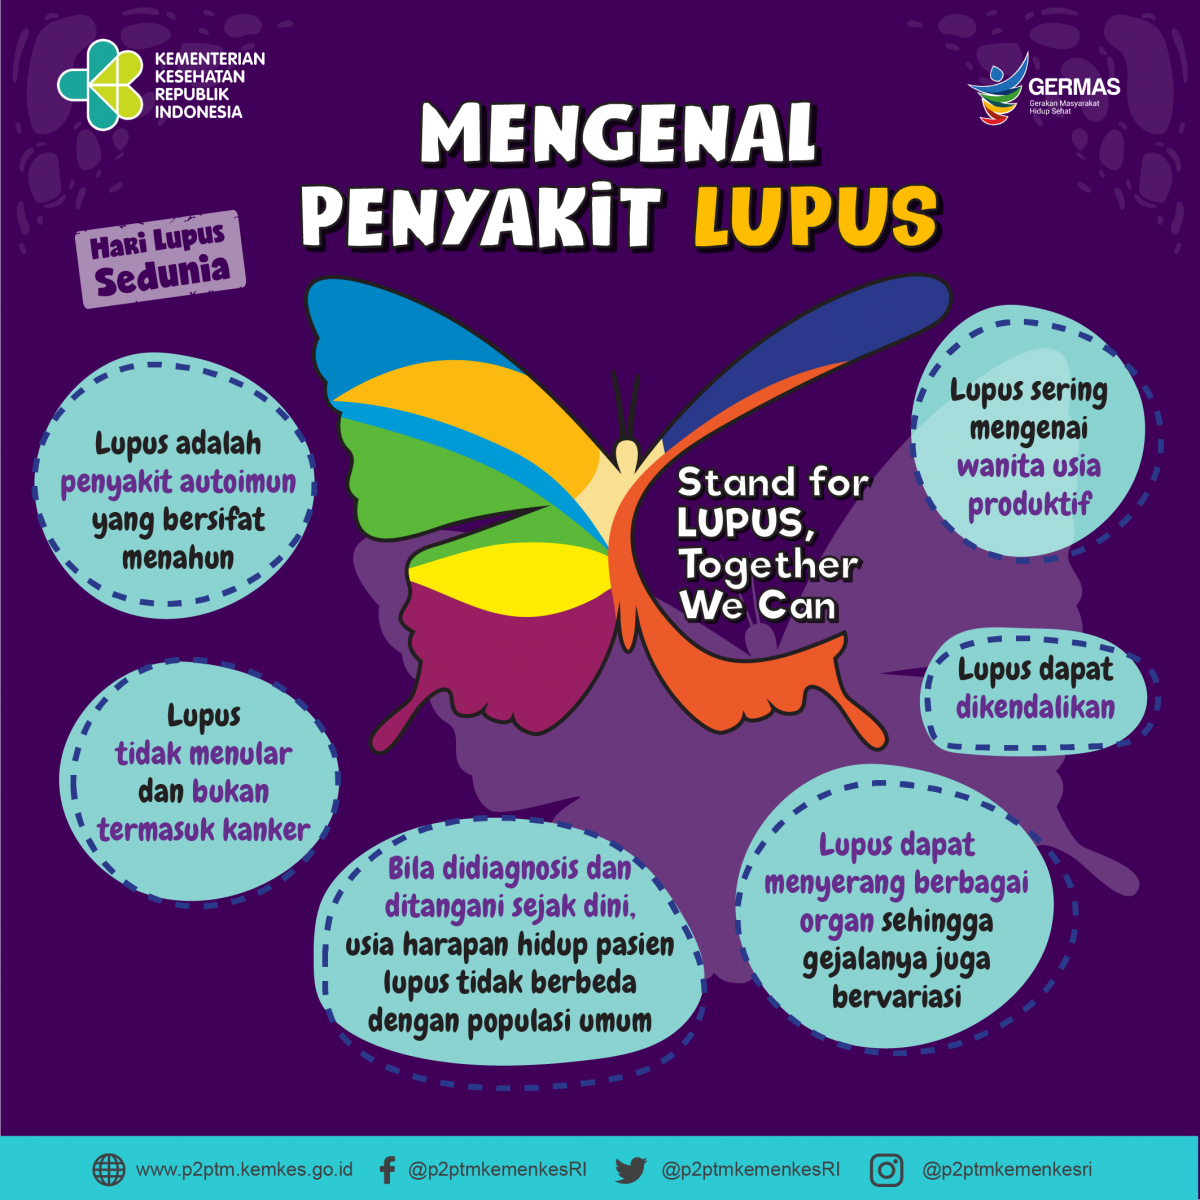 KEMENTERIAN
KESEHATAN
REPUBLIK
INDONESIA
GERMAS
Gerakan Masyarakat
Hidup Sehat
MENGENAL
PENYAKiT LUPUS
Hari Lupus
Sedunia
Lupus adalah
penyakit autoimun
yang bersifat
menahun
Lupus sering
mengenai
wanita usia
produktif
Stand for
LUPUS,
Together
We Can
Lupus
tidak menular
dan bukan
termasuk kanker
Lupus dapat
dikendalikan
Bila didiagnosis dan
ditangani sejak dini,
usia harapan hidup pasien
lupus tidak berbeda
dengan populasi umum
Lupus dapat
menyerang berbagai
organ sehingga
gejalanya juga
bervariasi
www.p2ptm.kemkes.go.id @p2ptmkemenkesRI @p2ptmkemenkesRI @p2ptmkemenkesri